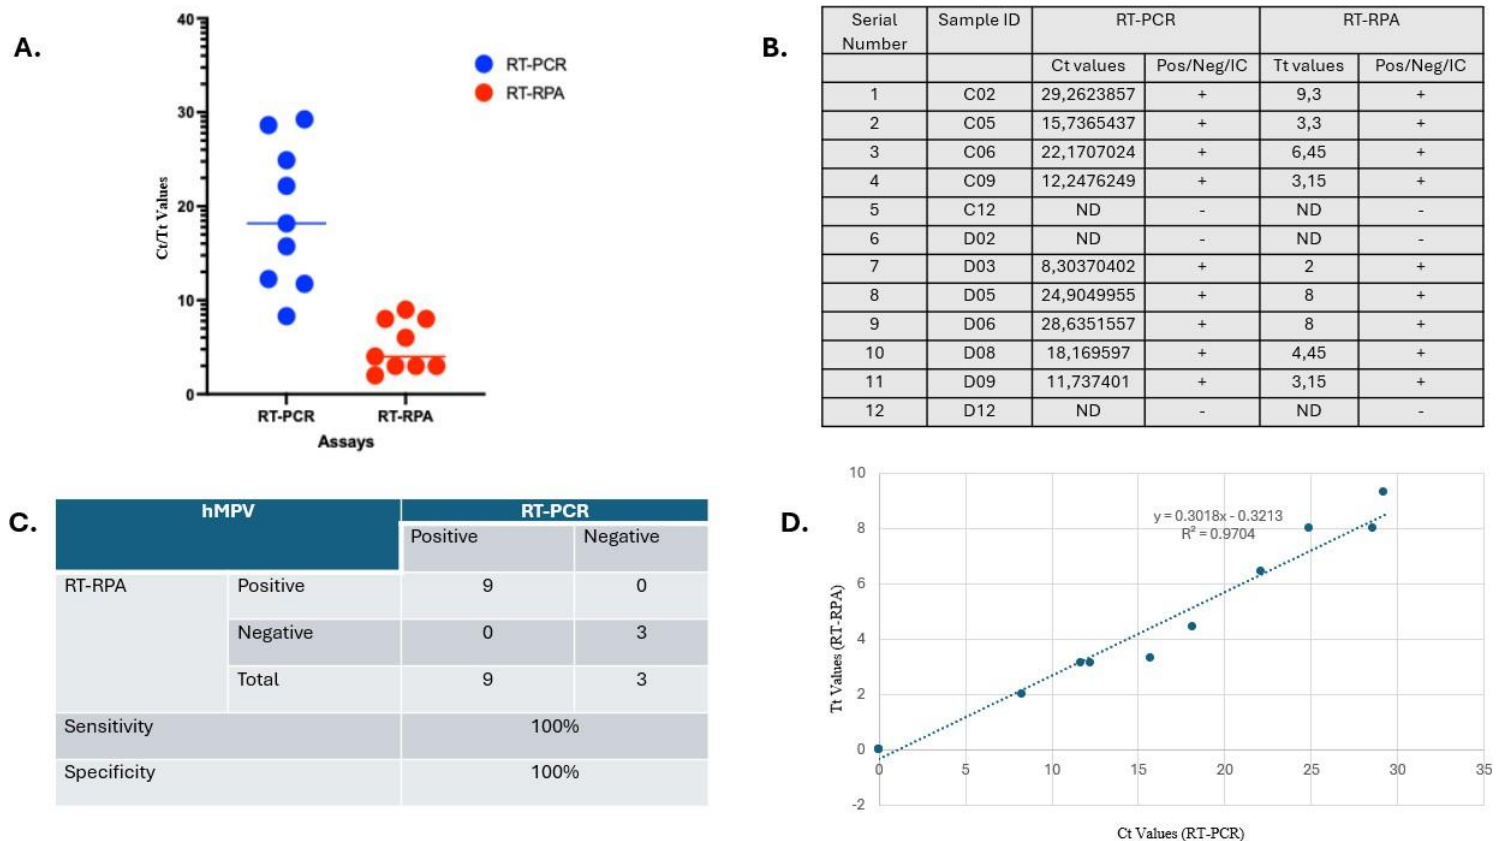 A.
40
30
20
10
0
Ct/Tt Values
RT-PCR
RT-RPA
RT-PCR RT-RPA
Assays
B.
Serial Number Sample ID RT-PCR RT-RPA
Ct values Pos/Neg/IC Tt values Pos/Neg/IC
1 C02 29,2623857 + 9,3 +
2 C05 15,7365437 + 3,3 +
3 C06 22,1707024 + 6,45 +
4 C09 12,2476249 + 3,15 +
5 C12 ND - ND -
6 D02 ND - ND -
7 D03 8,30370402 + 2 +
8 D05 24,9049955 + 8 +
9 D06 28,6351557 + 8 +
10 D08 18,169597 + 4,45 +
11 D09 11,737401 + 3,15 +
12 D12 ND - ND -
C.
hMPV RT-PCR
Positive Negative
RT-RPA Positive 9 0
Negative 0 3
Total 9 3
Sensitivity 100%
Specificity 100%
D.
10
8
6
4
2
0
-2
Tt Values (RT-RPA)
y = 0.3018x - 0.3213
R² = 0.9704
0 5 10 15 20 25 30 35
Ct Values (RT-PCR)